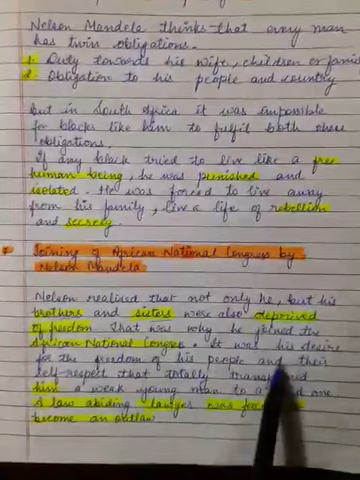 Nelson Mandela thinks that every man
has twin obligations.
1. Duty towards his wife, children or
2. Obligation to his people and country
But in South Africa it was impossible
for blacks like him to fulfil both these
obligations.
If any black tried to live like a free
human being, he was punished and
isolated. He was forced to live away
from his family, live a life of rebellion
and secrecy.
Joining of African National Congress by
Nelson Mandela
Nelson realised that not only he, but his
brothers and sisters were also deprived
of freedom. That was why he joined the
African National Congress. It was his desire
for the freedom of his people and their
self-respect that totally
him a weak young man to a one
A law abiding lawyer was
become an outlaw